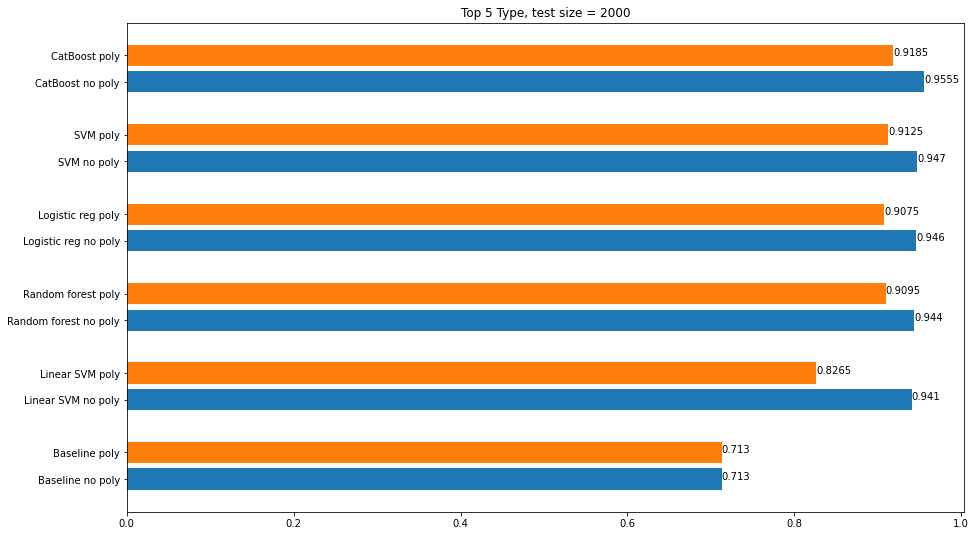 Top 5 Type, test size = 2000
CatBoost poly 0.9185
CatBoost no poly 0.9555
SVM poly 0.9125
SVM no poly 0.947
Logistic reg poly 0.9075
Logistic reg no poly 0.946
Random forest poly 0.9095
Random forest no poly 0.944
Linear SVM poly 0.8265
Linear SVM no poly 0.941
Baseline poly 0.713
Baseline no poly 0.713
0.0 0.2 0.4 0.6 0.8 1.0